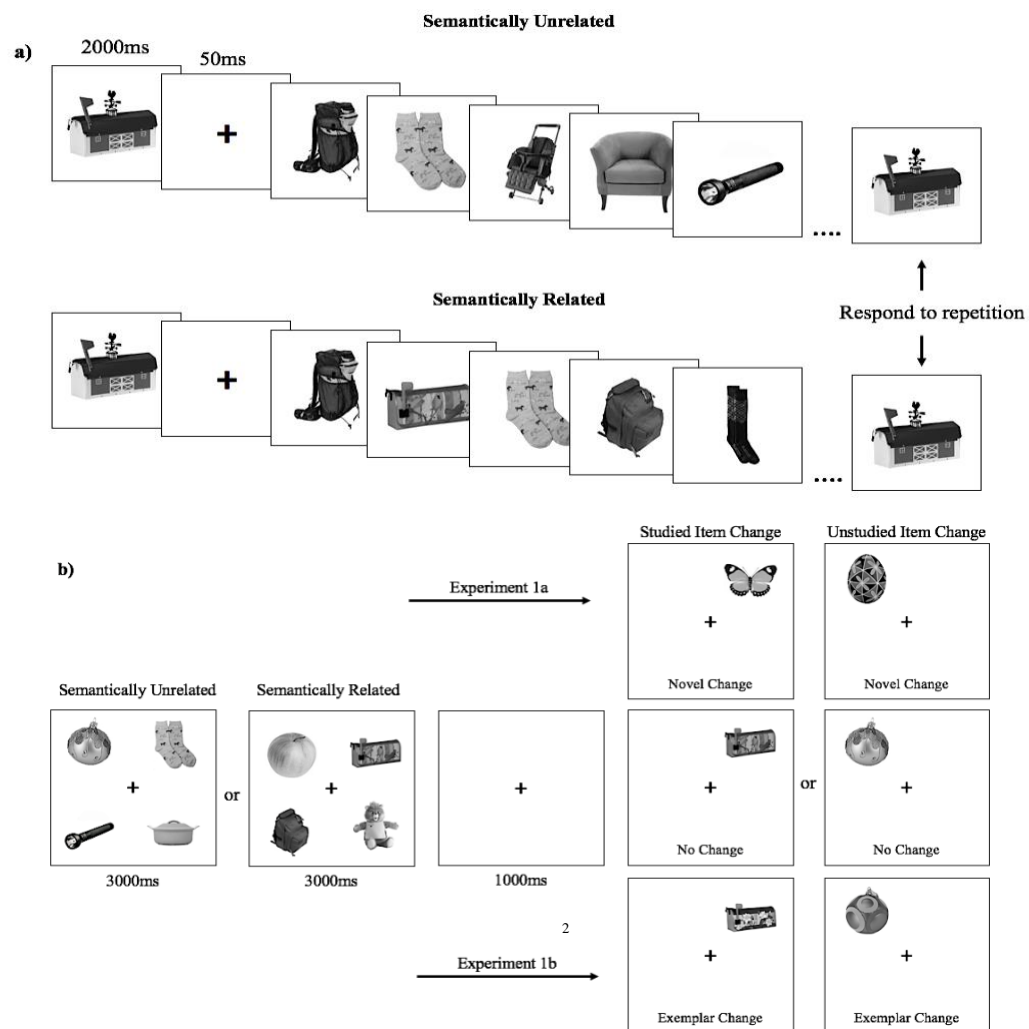 Semantically Unrelated
a)
2000ms
50ms
+
....
Semantically Related
Respond to repetition
+
....
Studied Item Change
Unstudied Item Change
b)
Experiment 1a
+
+
Novel Change
Novel Change
Semantically Unrelated
Semantically Related
+
or
+
+
+
or
+
No Change
No Change
3000ms
3000ms
1000ms
2
Experiment 1b
+
+
Exemplar Change
Exemplar Change